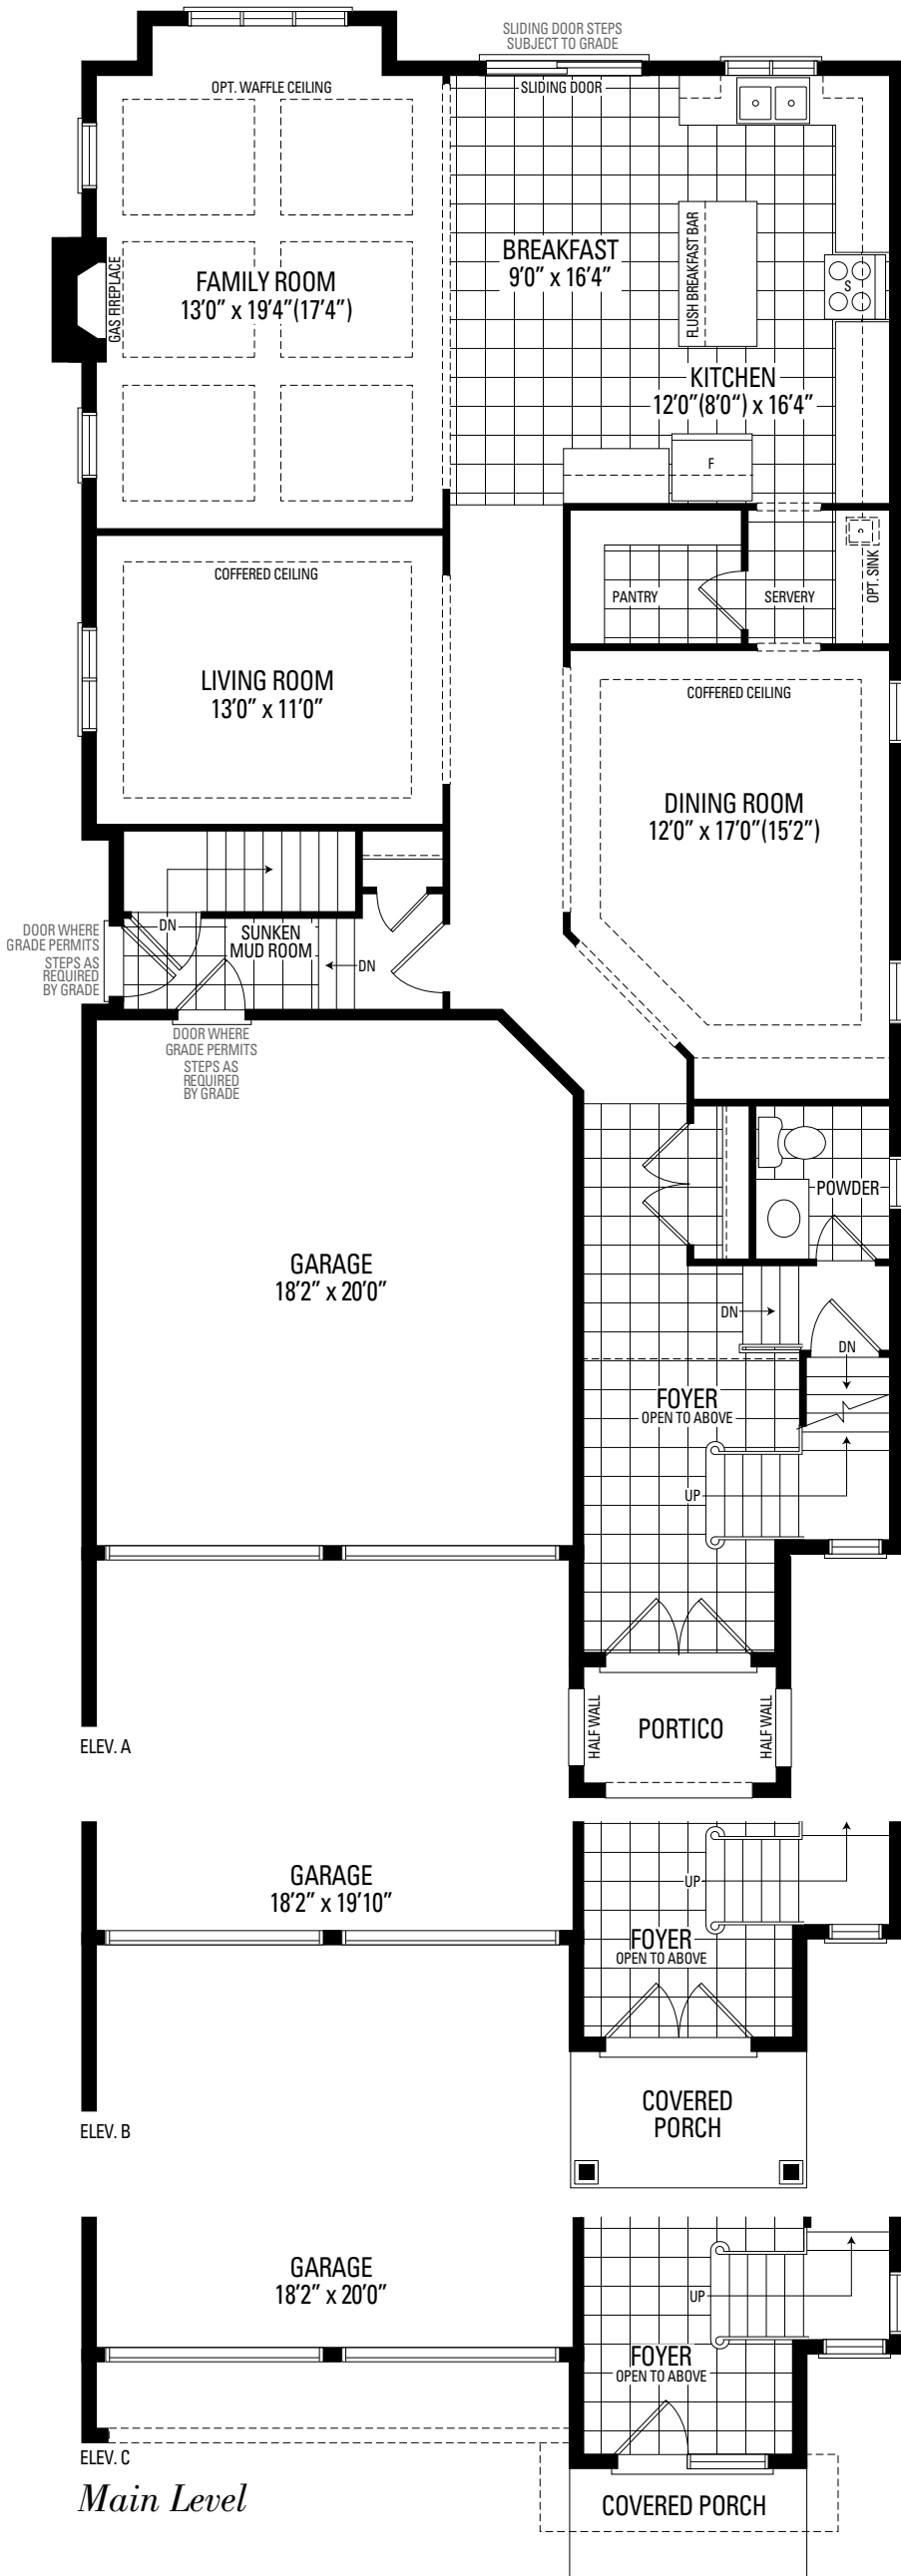 SLIDING DOOR STEPS
SUBJECT TO GRADE
OPT. WAFFLE CEILING
SLIDING DOOR
FAMILY ROOM
13'0" x 19'4"(17'4")
GAS FIREPLACE
BREAKFAST
9'0" x 16'4"
FLUSH BREAKFAST BAR
S
KITCHEN
12'0"(8'0") x 16'4"
F
COFFERED CEILING
LIVING ROOM
13'0" x 11'0"
PANTRY
SERVERY
OPT. SINK
COFFERED CEILING
DINING ROOM
12'0" x 17'0"(15'2")
DN
SUNKEN
MUD ROOM
DN
DOOR WHERE
GRADE PERMITS
STEPS AS
REQUIRED
BY GRADE
DOOR WHERE
GRADE PERMITS
STEPS AS
REQUIRED
BY GRADE
POWDER
GARAGE
18'2" x 20'0"
DN
DN
FOYER
OPEN TO ABOVE
UP
HALF WALL
PORTICO
HALF WALL
ELEV. A
GARAGE
18'2" x 19'10"
UP
FOYER
OPEN TO ABOVE
COVERED
PORCH
ELEV. B
GARAGE
18'2" x 20'0"
UP
FOYER
OPEN TO ABOVE
ELEV. C
Main Level
COVERED PORCH